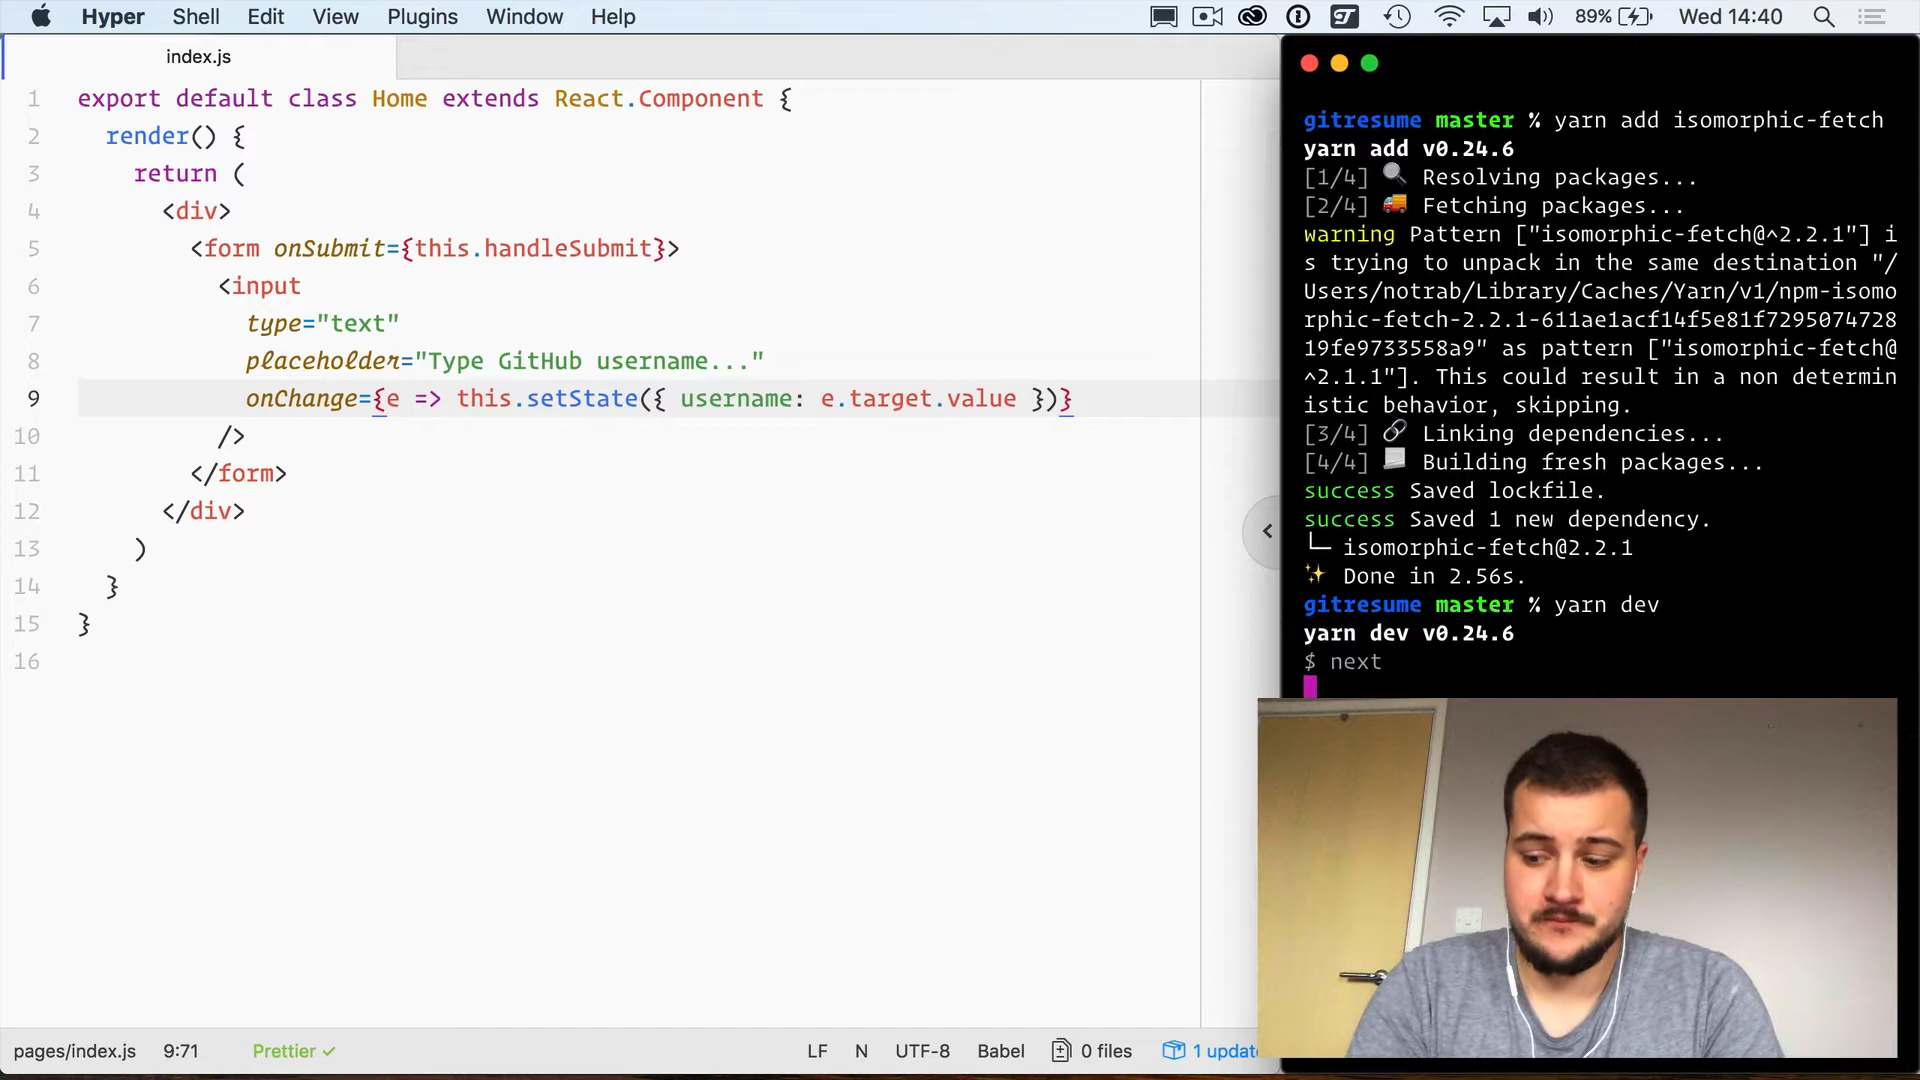 Hyper Shell Edit View Plugins Window Help 89% Wed 14:40
index.js
1 export default class Home extends React.Component {
2 render() {
3 return (
4 <div>
5 <form onSubmit={this.handleSubmit}>
6 <input
7 type="text"
8 placeholder="Type GitHub username..."
9 onChange={e => this.setState({ username: e.target.value })}
10 />
11 </form>
12 </div>
13 )
14 }
15 }
16
pages/index.js 9:71 Prettier ✓ LF N UTF-8 Babel 0 files 1 update
gitresume master % yarn add isomorphic-fetch
yarn add v0.24.6
[1/4] 🔍 Resolving packages...
[2/4] 🚚 Fetching packages...
warning Pattern ["isomorphic-fetch@^2.2.1"] i
s trying to unpack in the same destination "/
Users/notrab/Library/Caches/Yarn/v1/npm-isomo
rphic-fetch-2.2.1-611ae1acf14f5e81f7295074728
19fe9733558a9" as pattern ["isomorphic-fetch@
^2.1.1"]. This could result in a non determin
istic behavior, skipping.
[3/4] 🔗 Linking dependencies...
[4/4] 📃 Building fresh packages...
success Saved lockfile.
success Saved 1 new dependency.
└─ isomorphic-fetch@2.2.1
✨ Done in 2.56s.
gitresume master % yarn dev
yarn dev v0.24.6
$ next